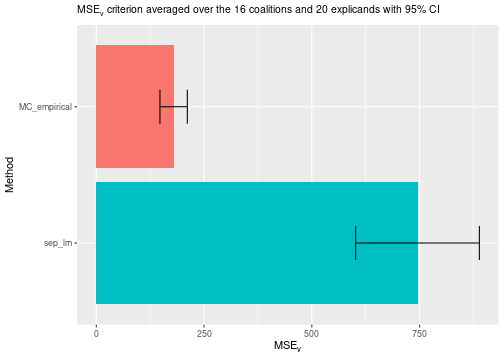 MSEᵥ criterion averaged over the 16 coalitions and 20 explicands with 95% CI
Method
MC_empirical
sep_lm
0 250 500 750
MSEᵥ